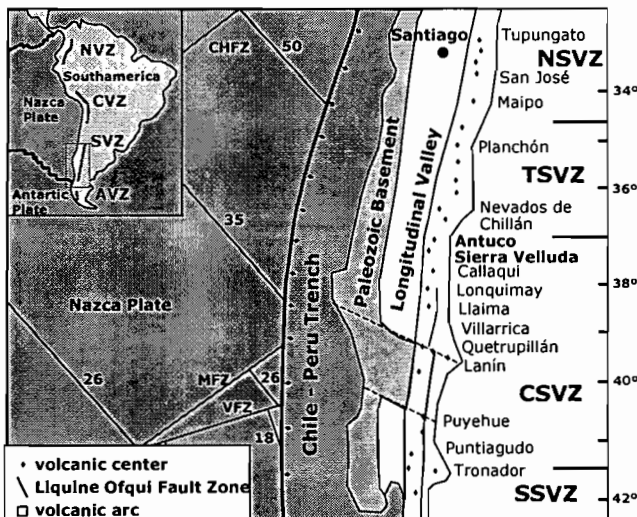 NVZ
Southamerica
CVZ
Nazca
Plate
SVZ
Antartic
Plate
AVZ
CHFZ
50
35
Nazca Plate
26
MFZ
26
VFZ
18
Chile - Peru Trench
Paleozoic Basement
Longitudinal Valley
Santiago
Tupungato
NSVZ
San José
34°
Maipo
Planchón
TSVZ
36°
Nevados de
Chillán
Antuco
Sierra Velluda
Callaqui
38°
Lonquimay
Llaima
Villarrica
Quetrupillán
Lanín
40°
CSVZ
Puyehue
Puntiagudo
Tronador
SSVZ
42°
volcanic center
Liquine Ofqui Fault Zone
volcanic arc